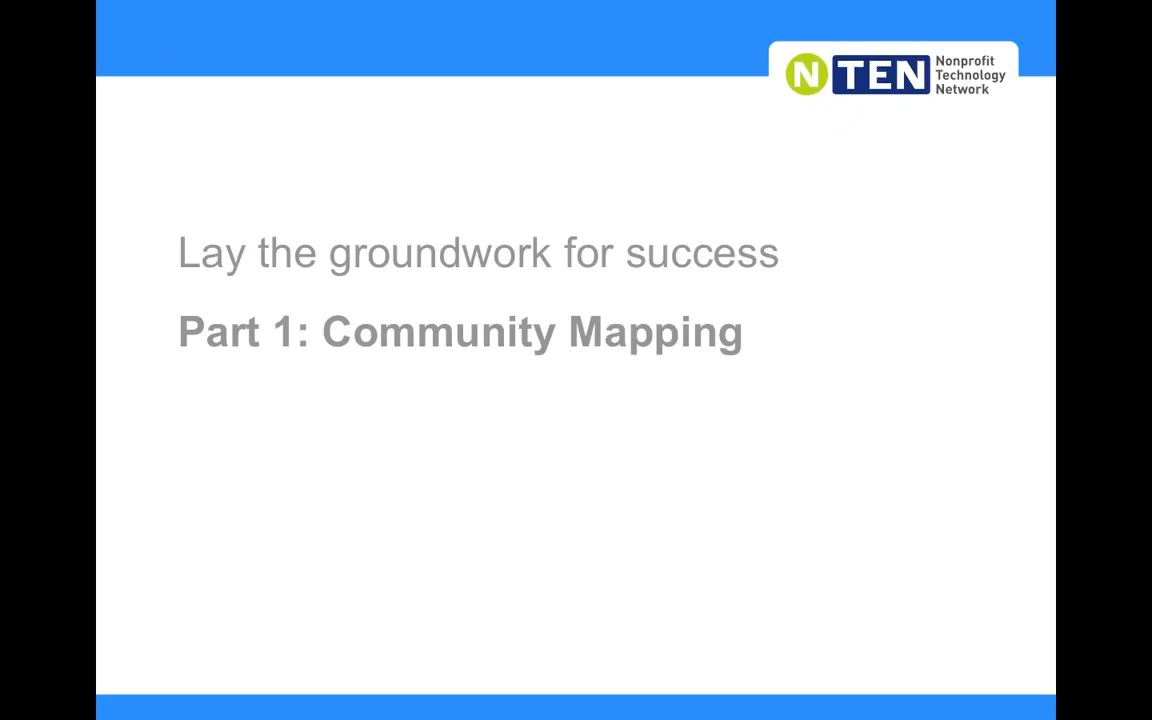 N TEN
Nonprofit
Technology
Network
Lay the groundwork for success
Part 1: Community Mapping